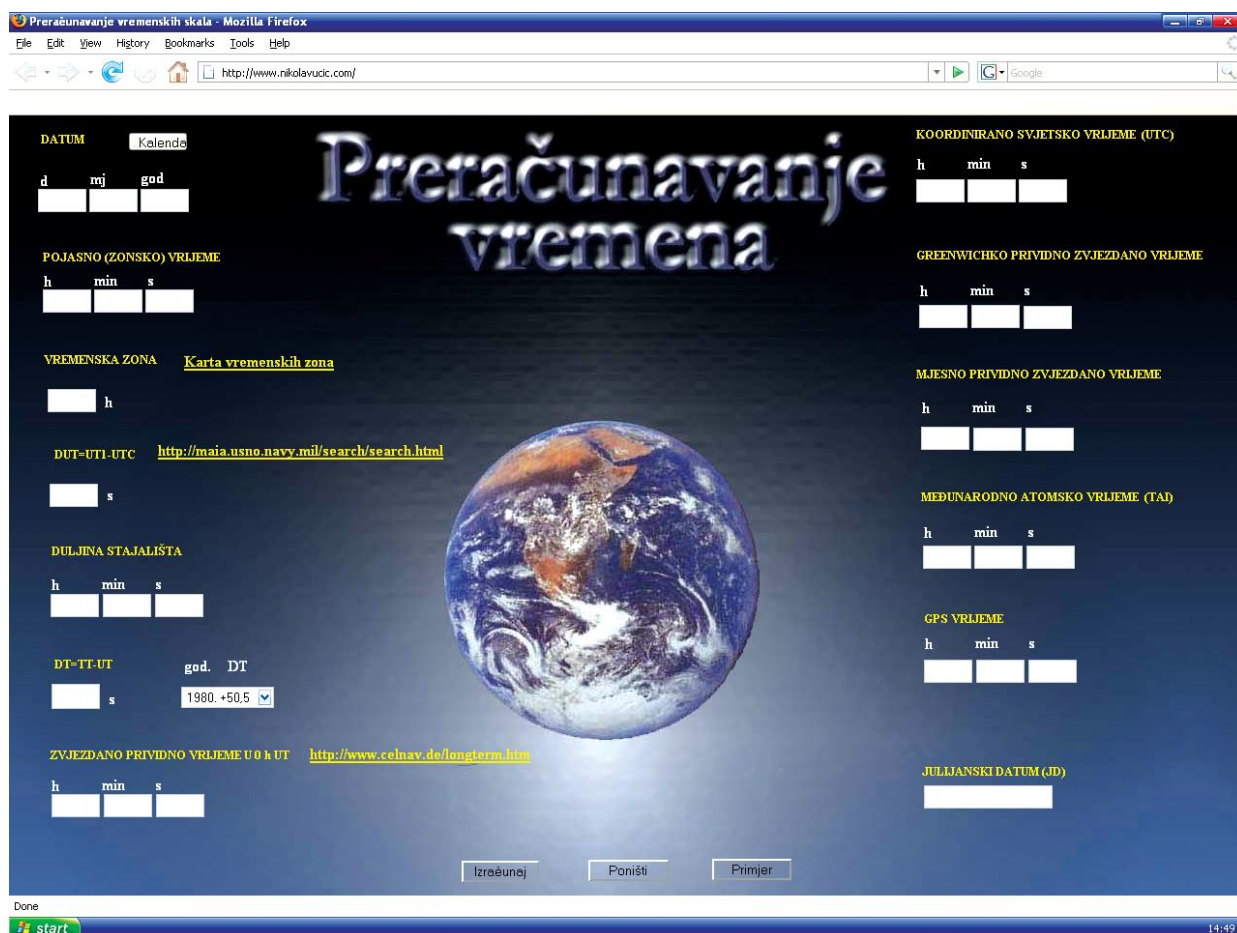 Preraèunavanje vremenskih skala - Mozilla Firefox
File Edit View History Bookmarks Tools Help
http://www.nikolavucic.com/
G Google
Preračunavanje
vremena
DATUM Kalenda
d mj god
POJASNO (ZONSKO) VRIJEME
h min s
VREMENSKA ZONA Karta vremenskih zona
h
DUT=UT1-UTC http://maia.usno.navy.mil/search/search.html
s
DULJINA STAJALIŠTA
h min s
DT=TT-UT god. DT
s 1980. +50,5
ZVJEZDANO PRIVIDNO VRIJEME U 0 h UT http://www.celnav.de/longterm.htm
h min s
KOORDINIRANO SVJETSKO VRIJEME (UTC)
h min s
GREENWICHKO PRIVIDNO ZVJEZDANO VRIJEME
h min s
MJESNO PRIVIDNO ZVJEZDANO VRIJEME
h min s
MEĐUNARODNO ATOMSKO VRIJEME (TAI)
h min s
GPS VRIJEME
h min s
JULIJANSKI DATUM (JD)
Izraèunaj Poništi Primjer
Done
start 14:49